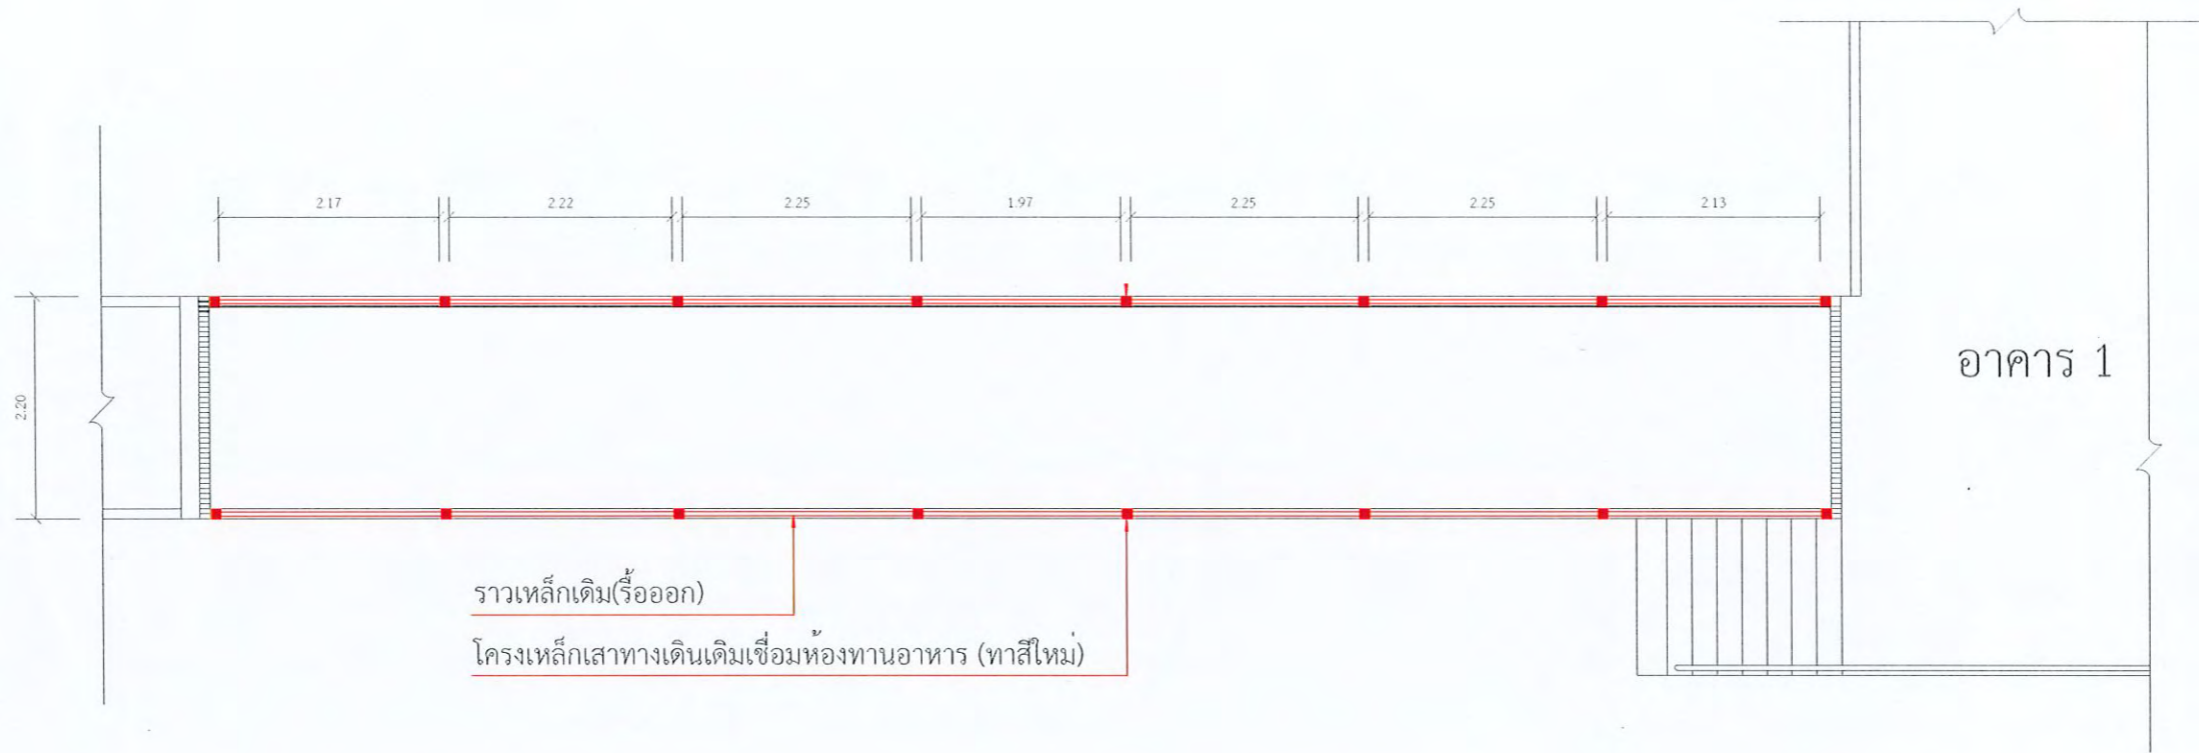 2.17 2.22 2.25 1.97 2.25 2.25 2.13
อาคาร 1
2.20
ราวเหล็กเดิม(รื้อออก)
โครงเหล็กเสาทางเดินเดิมเชื่อมห้องทานอาหาร (ทาสีใหม่)